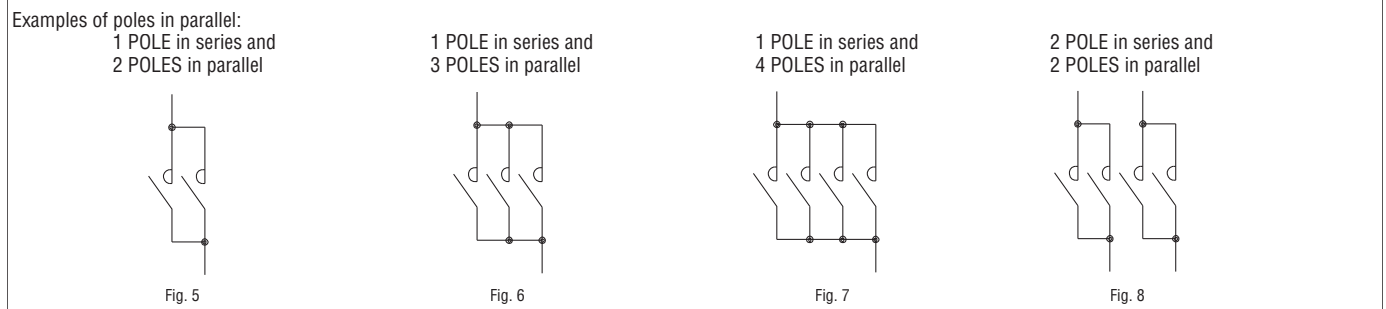 Examples of poles in parallel:
1 POLE in series and
2 POLES in parallel
1 POLE in series and
3 POLES in parallel
1 POLE in series and
4 POLES in parallel
2 POLE in series and
2 POLES in parallel
Fig. 5
Fig. 6
Fig. 7
Fig. 8